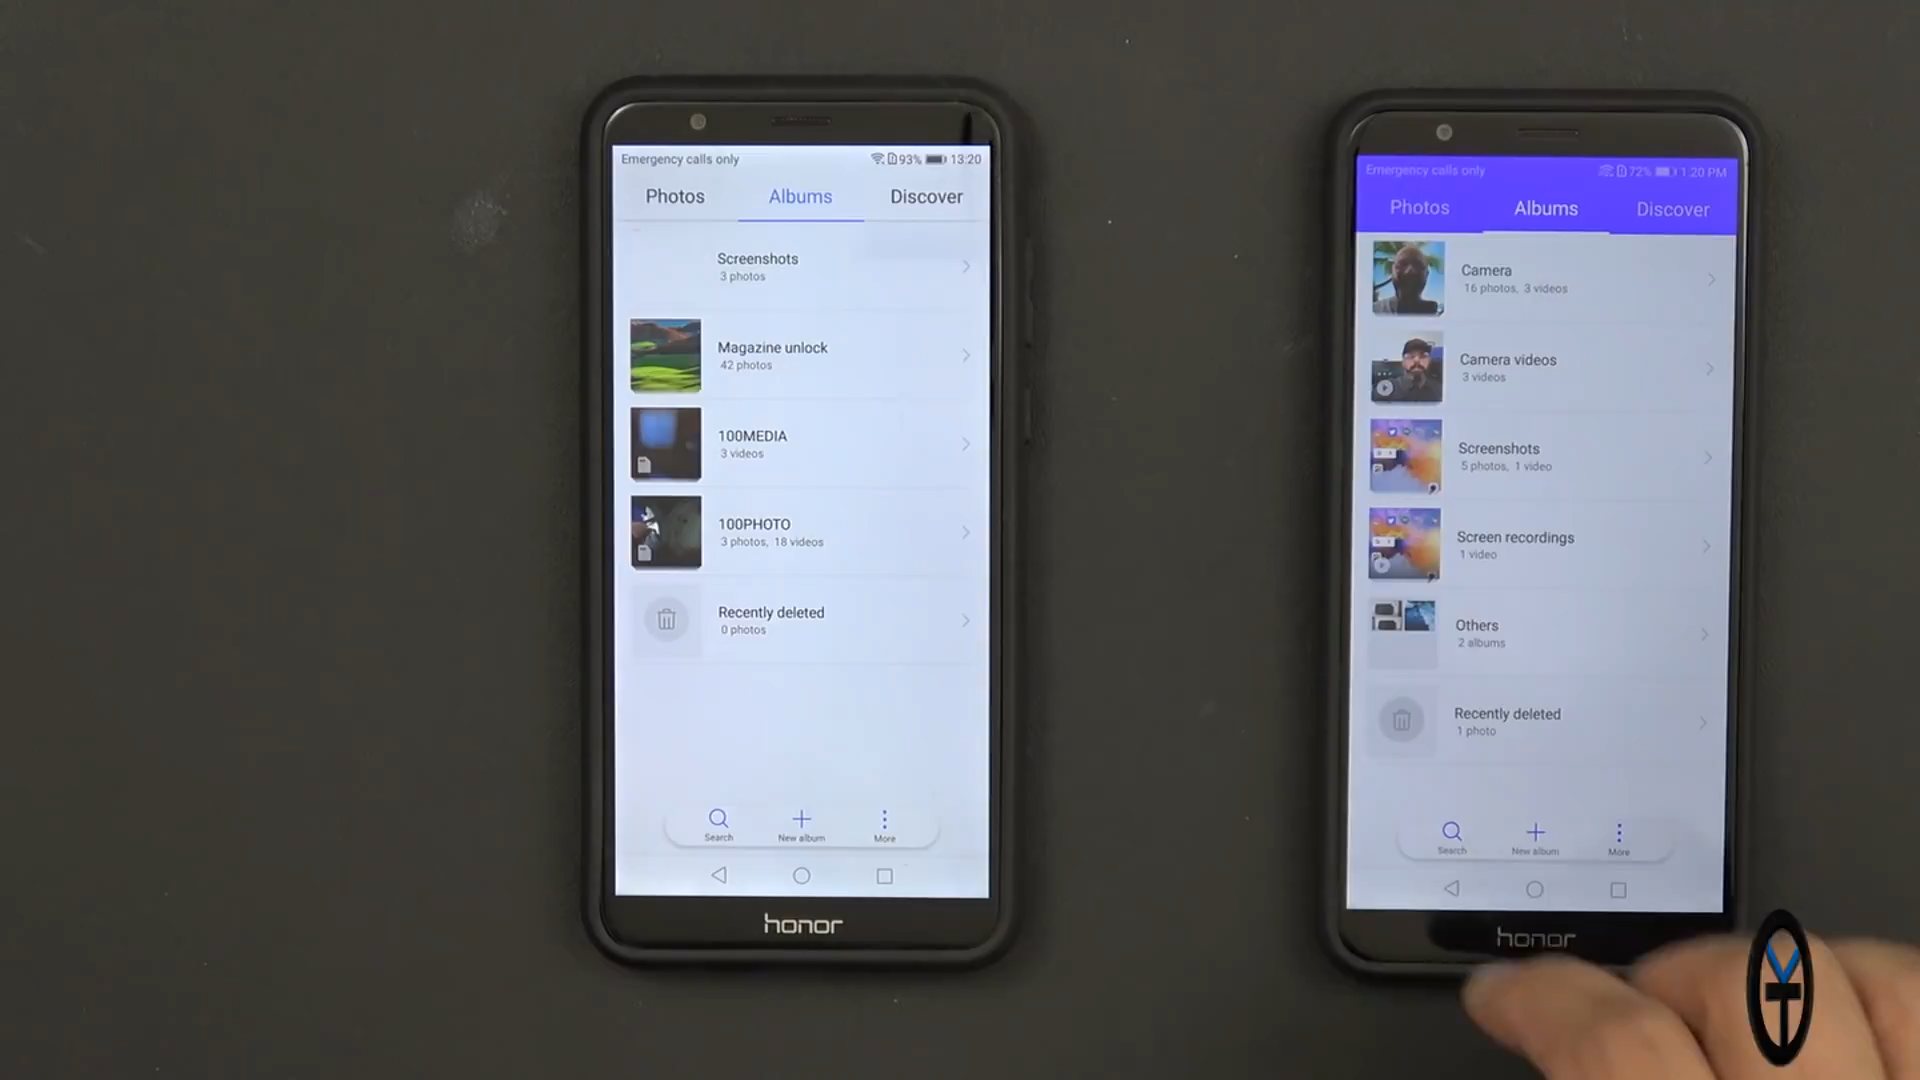 Emergency calls only 93% 13:20
Photos Albums Discover
Screenshots
3 photos
Magazine unlock
42 photos
100MEDIA
3 videos
100PHOTO
3 photos, 18 videos
Recently deleted
0 photos
Search New album More
honor
Emergency calls only 72% 1:20 PM
Photos Albums Discover
Camera
16 photos, 3 videos
Camera videos
3 videos
Screenshots
5 photos, 1 video
Screen recordings
1 video
Others
2 albums
Recently deleted
1 photo
Search New album More
honor